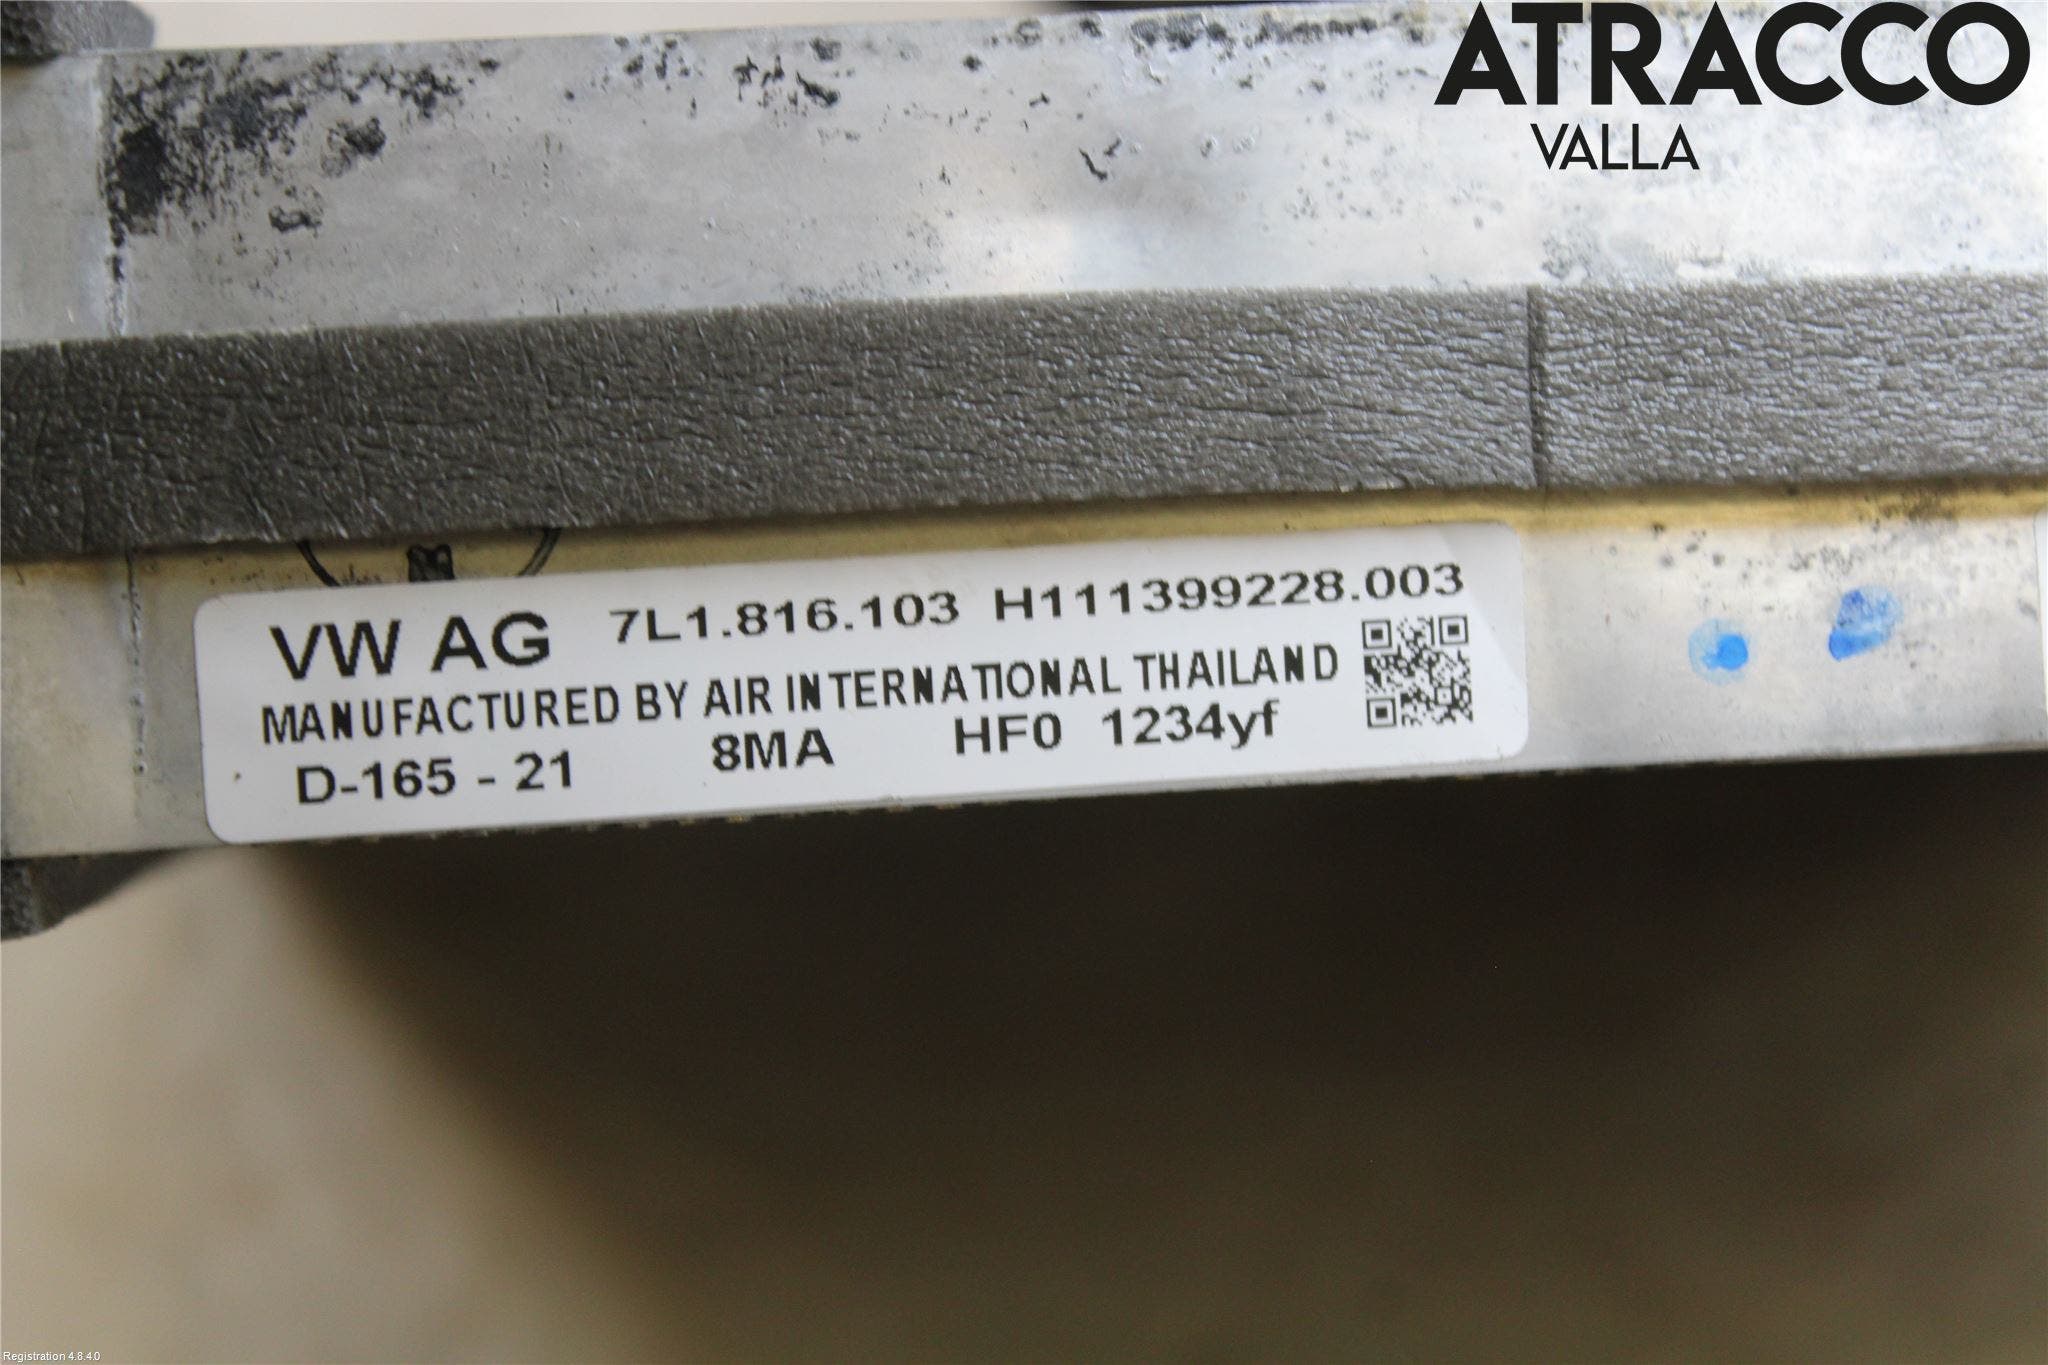 ATRACCO
VALLA
VW AG 7L1.816.103 H111399228.003
MANUFACTURED BY AIR INTERNATIONAL THAILAND
D-165 - 21 8MA HF0 1234yf
Registration 4.8.4.0